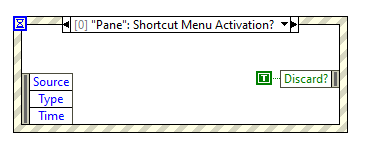 [0] "Pane": Shortcut Menu Activation?
Source
Type
Time
T
Discard?